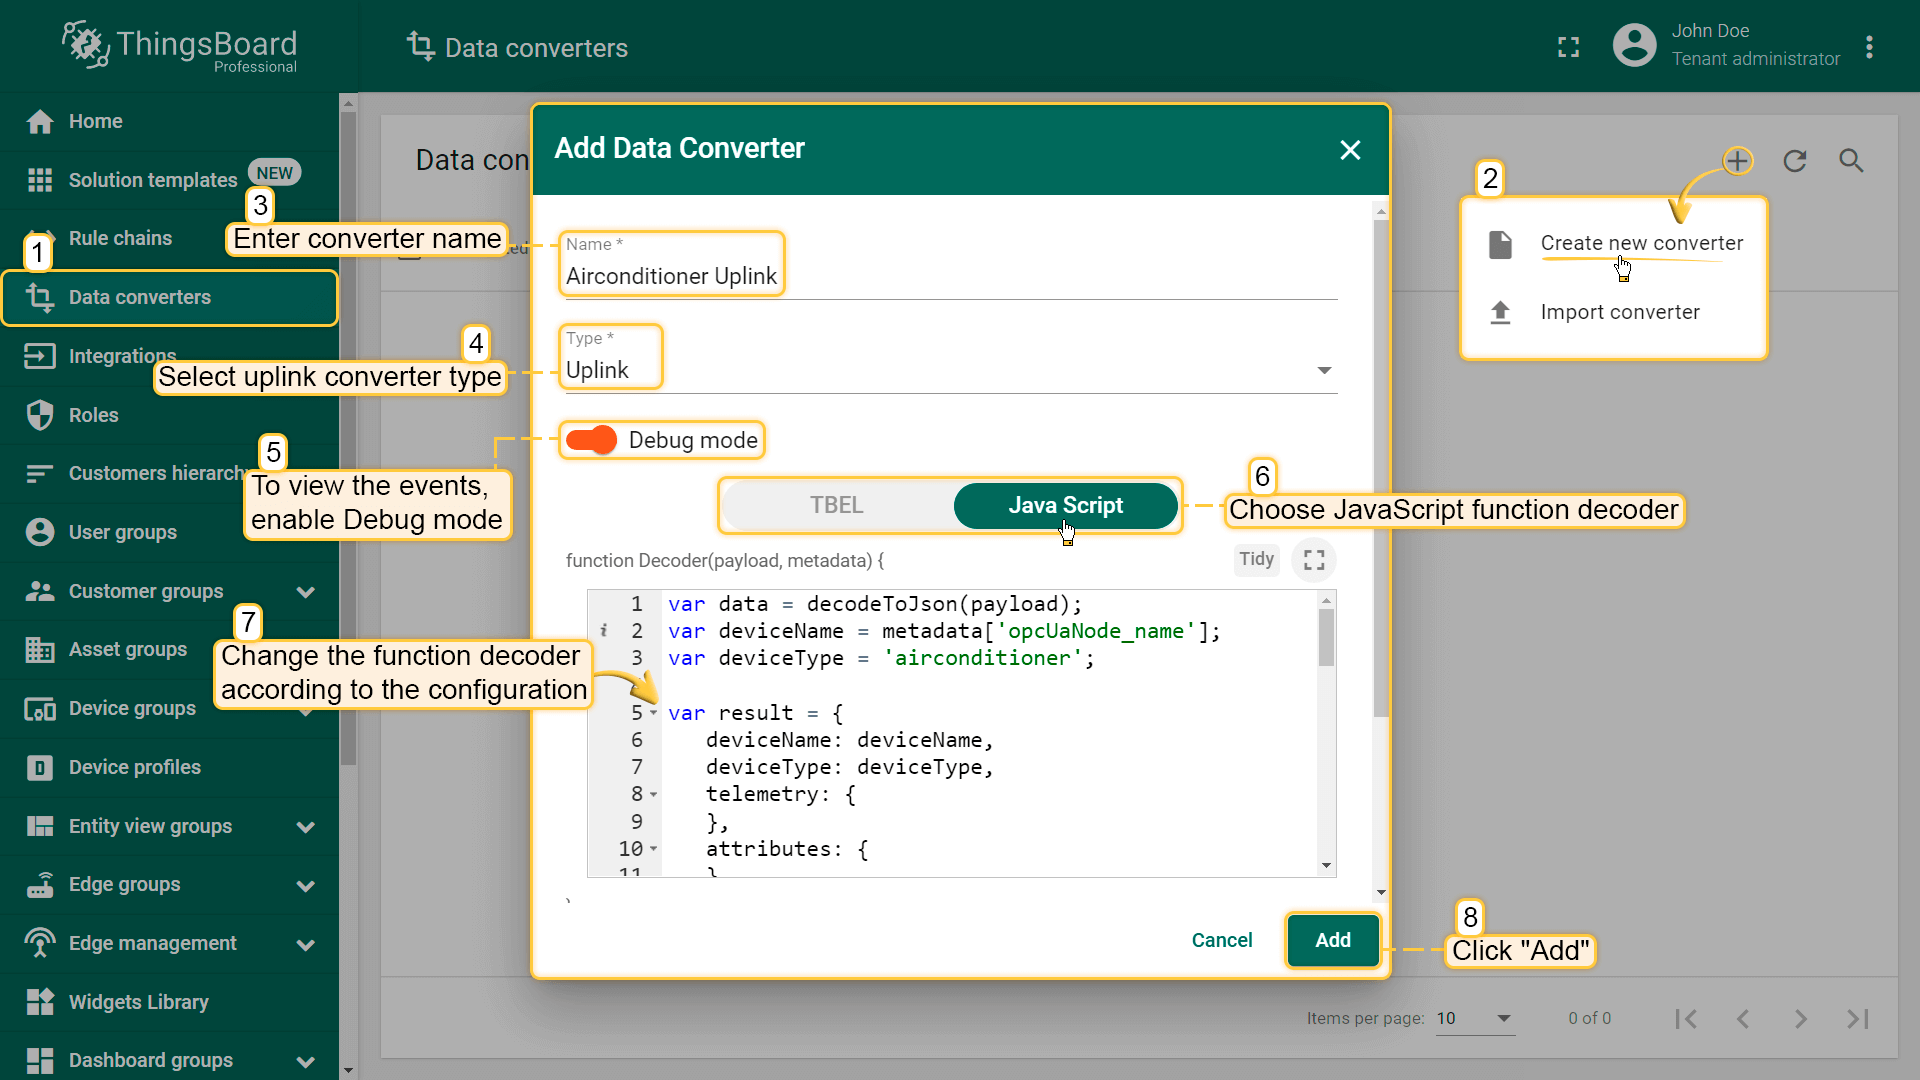 ThingsBoard
Professional
Data converters
John Doe
Tenant administrator
Home
Solution templates
NEW
Rule chains
Data converters
Integrations
Roles
Customers hierarch
User groups
Customer groups
Asset groups
Device groups
Device profiles
Entity view groups
Edge groups
Edge management
Widgets Library
Dashboard groups
1
3
Enter converter name
4
Select uplink converter type
5
To view the events,
enable Debug mode
7
Change the function decoder
according to the configuration
Data con
ed
Add Data Converter
Name *
Airconditioner Uplink
Type *
Uplink
Debug mode
TBEL
Java Script
6
Choose JavaScript function decoder
function Decoder(payload, metadata) {
Tidy
1 var data = decodeToJson(payload);
i 2 var deviceName = metadata['opcUaNode_name'];
3 var deviceType = 'airconditioner';
5 var result = {
6 deviceName: deviceName,
7 deviceType: deviceType,
8 telemetry: {
9 },
10 attributes: {
11 }
}
Cancel
Add
8
Click "Add"
2
Create new converter
Import converter
Items per page:
10
0 of 0